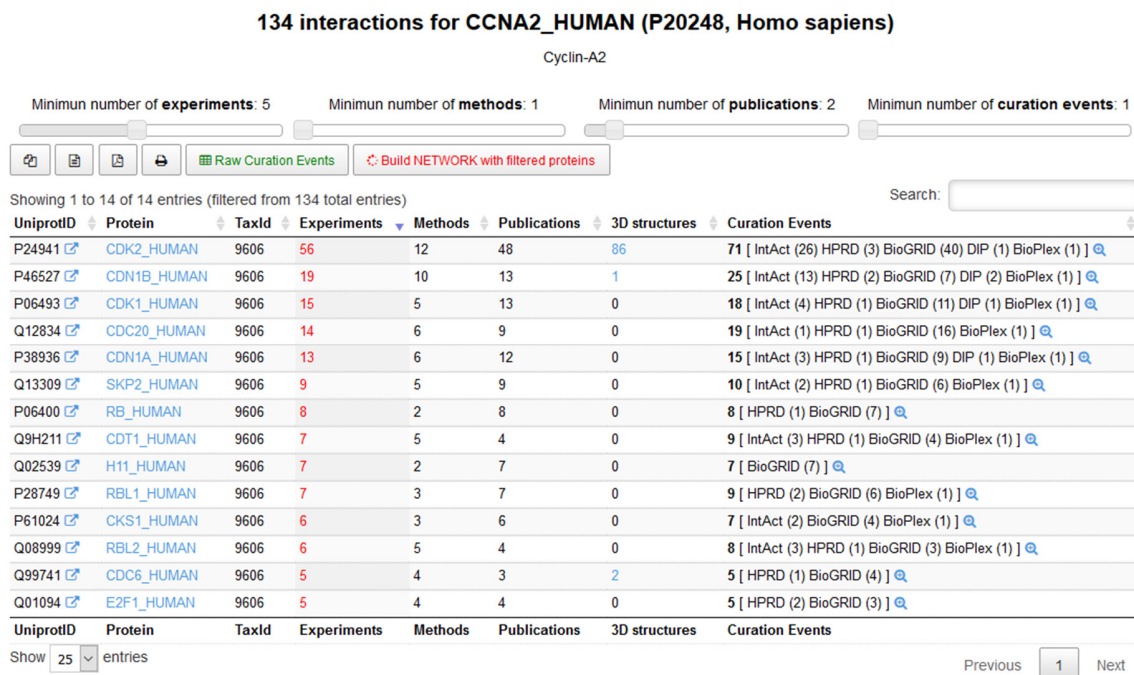 134 interactions for CCNA2_HUMAN (P20248, Homo sapiens)
Cyclin-A2
Minimun number of experiments: 5 Minimun number of methods: 1 Minimun number of publications: 2 Minimun number of curation events: 1
Raw Curation Events Build NETWORK with filtered proteins
Showing 1 to 14 of 14 entries (filtered from 134 total entries) Search:
UniprotID Protein TaxId Experiments Methods Publications 3D structures Curation Events
P24941 CDK2_HUMAN 9606 56 12 48 86 71 [ IntAct (26) HPRD (3) BioGRID (40) DIP (1) BioPlex (1) ]
P46527 CDN1B_HUMAN 9606 19 10 13 1 25 [ IntAct (13) HPRD (2) BioGRID (7) DIP (2) BioPlex (1) ]
P06493 CDK1_HUMAN 9606 15 5 13 0 18 [ IntAct (4) HPRD (1) BioGRID (11) DIP (1) BioPlex (1) ]
Q12834 CDC20_HUMAN 9606 14 6 9 0 19 [ IntAct (1) HPRD (1) BioGRID (16) BioPlex (1) ]
P38936 CDN1A_HUMAN 9606 13 6 12 0 15 [ IntAct (3) HPRD (1) BioGRID (9) DIP (1) BioPlex (1) ]
Q13309 SKP2_HUMAN 9606 9 5 9 0 10 [ IntAct (2) HPRD (1) BioGRID (6) BioPlex (1) ]
P06400 RB_HUMAN 9606 8 2 8 0 8 [ HPRD (1) BioGRID (7) ]
Q9H211 CDT1_HUMAN 9606 7 5 4 0 9 [ IntAct (3) HPRD (1) BioGRID (4) BioPlex (1) ]
Q02539 H11_HUMAN 9606 7 2 7 0 7 [ BioGRID (7) ]
P28749 RBL1_HUMAN 9606 7 3 7 0 9 [ HPRD (2) BioGRID (6) BioPlex (1) ]
P61024 CKS1_HUMAN 9606 6 3 6 0 7 [ IntAct (2) BioGRID (4) BioPlex (1) ]
Q08999 RBL2_HUMAN 9606 6 5 4 0 8 [ IntAct (3) HPRD (1) BioGRID (3) BioPlex (1) ]
Q99741 CDC6_HUMAN 9606 5 4 3 2 5 [ HPRD (1) BioGRID (4) ]
Q01094 E2F1_HUMAN 9606 5 4 4 0 5 [ HPRD (2) BioGRID (3) ]
UniprotID Protein TaxId Experiments Methods Publications 3D structures Curation Events
Show 25 entries Previous 1 Next